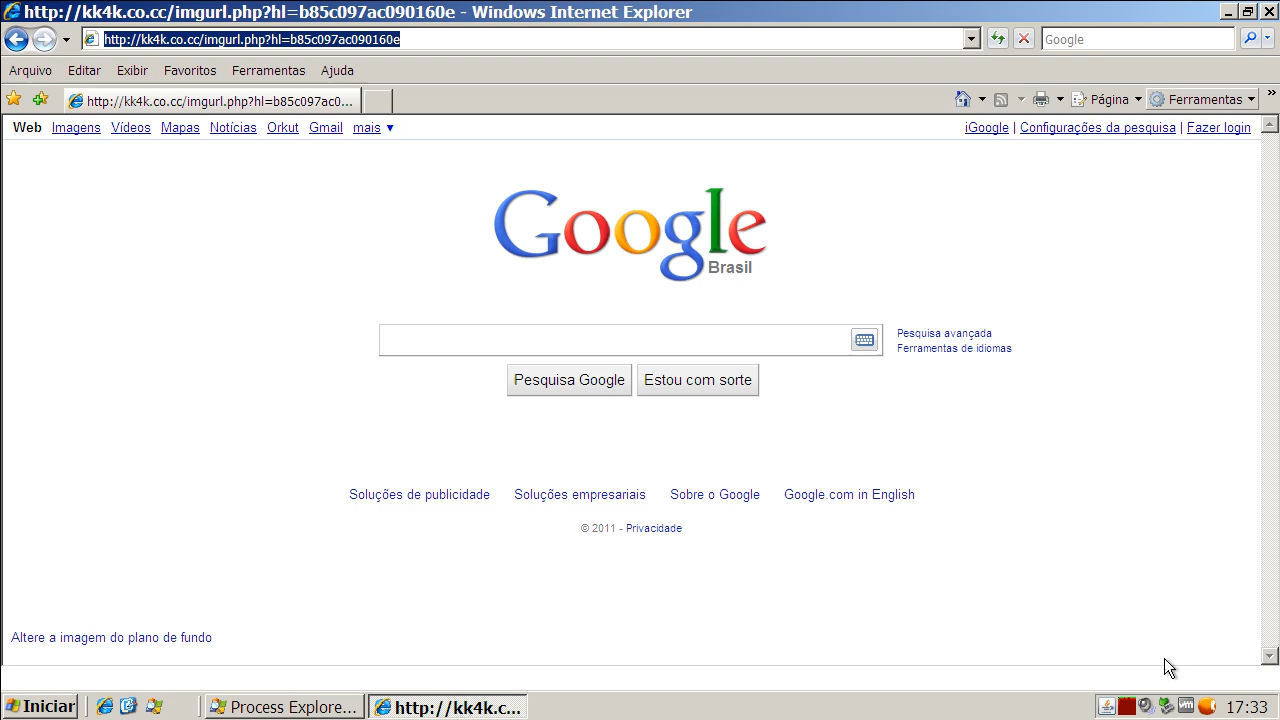 http://kk4k.co.cc/imgurl.php?hl=b85c097ac090160e - Windows Internet Explorer
http://kk4k.co.cc/imgurl.php?hl=b85c097ac090160e
Google
Arquivo Editar Exibir Favoritos Ferramentas Ajuda
http://kk4k.co.cc/imgurl.php?hl=b85c097ac0...
Página Ferramentas »
Web Imagens Vídeos Mapas Notícias Orkut Gmail mais ▼
iGoogle | Configurações da pesquisa | Fazer login
Google
Brasil
Pesquisa avançada
Ferramentas de idiomas
Pesquisa Google Estou com sorte
Soluções de publicidade Soluções empresariais Sobre o Google Google.com in English
© 2011 - Privacidade
Altere a imagem do plano de fundo
Iniciar Process Explore... http://kk4k.c... 17:33